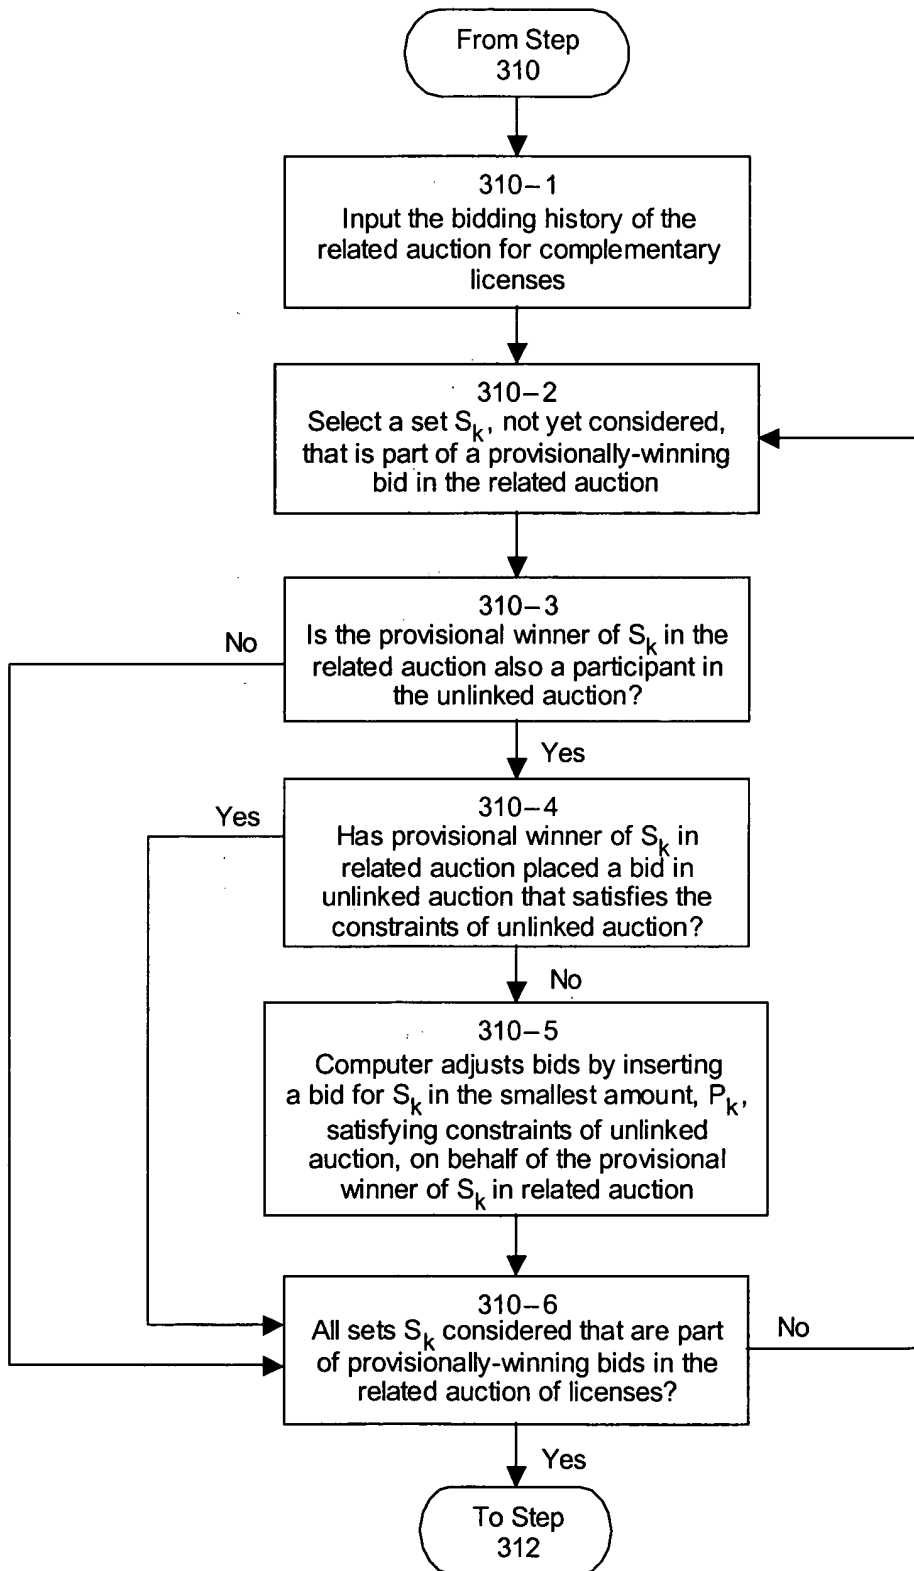 From Step
310
310–1
Input the bidding history of the
related auction for complementary
licenses
310–2
Select a set Sk, not yet considered,
that is part of a provisionally-winning
bid in the related auction
310–3
Is the provisional winner of Sk in the
related auction also a participant in
the unlinked auction?
No
Yes
310–4
Has provisional winner of Sk in
related auction placed a bid in
unlinked auction that satisfies the
constraints of unlinked auction?
Yes
No
310–5
Computer adjusts bids by inserting
a bid for Sk in the smallest amount, Pk,
satisfying constraints of unlinked
auction, on behalf of the provisional
winner of Sk in related auction
310–6
All sets Sk considered that are part
of provisionally-winning bids in the
related auction of licenses?
No
Yes
To Step
312